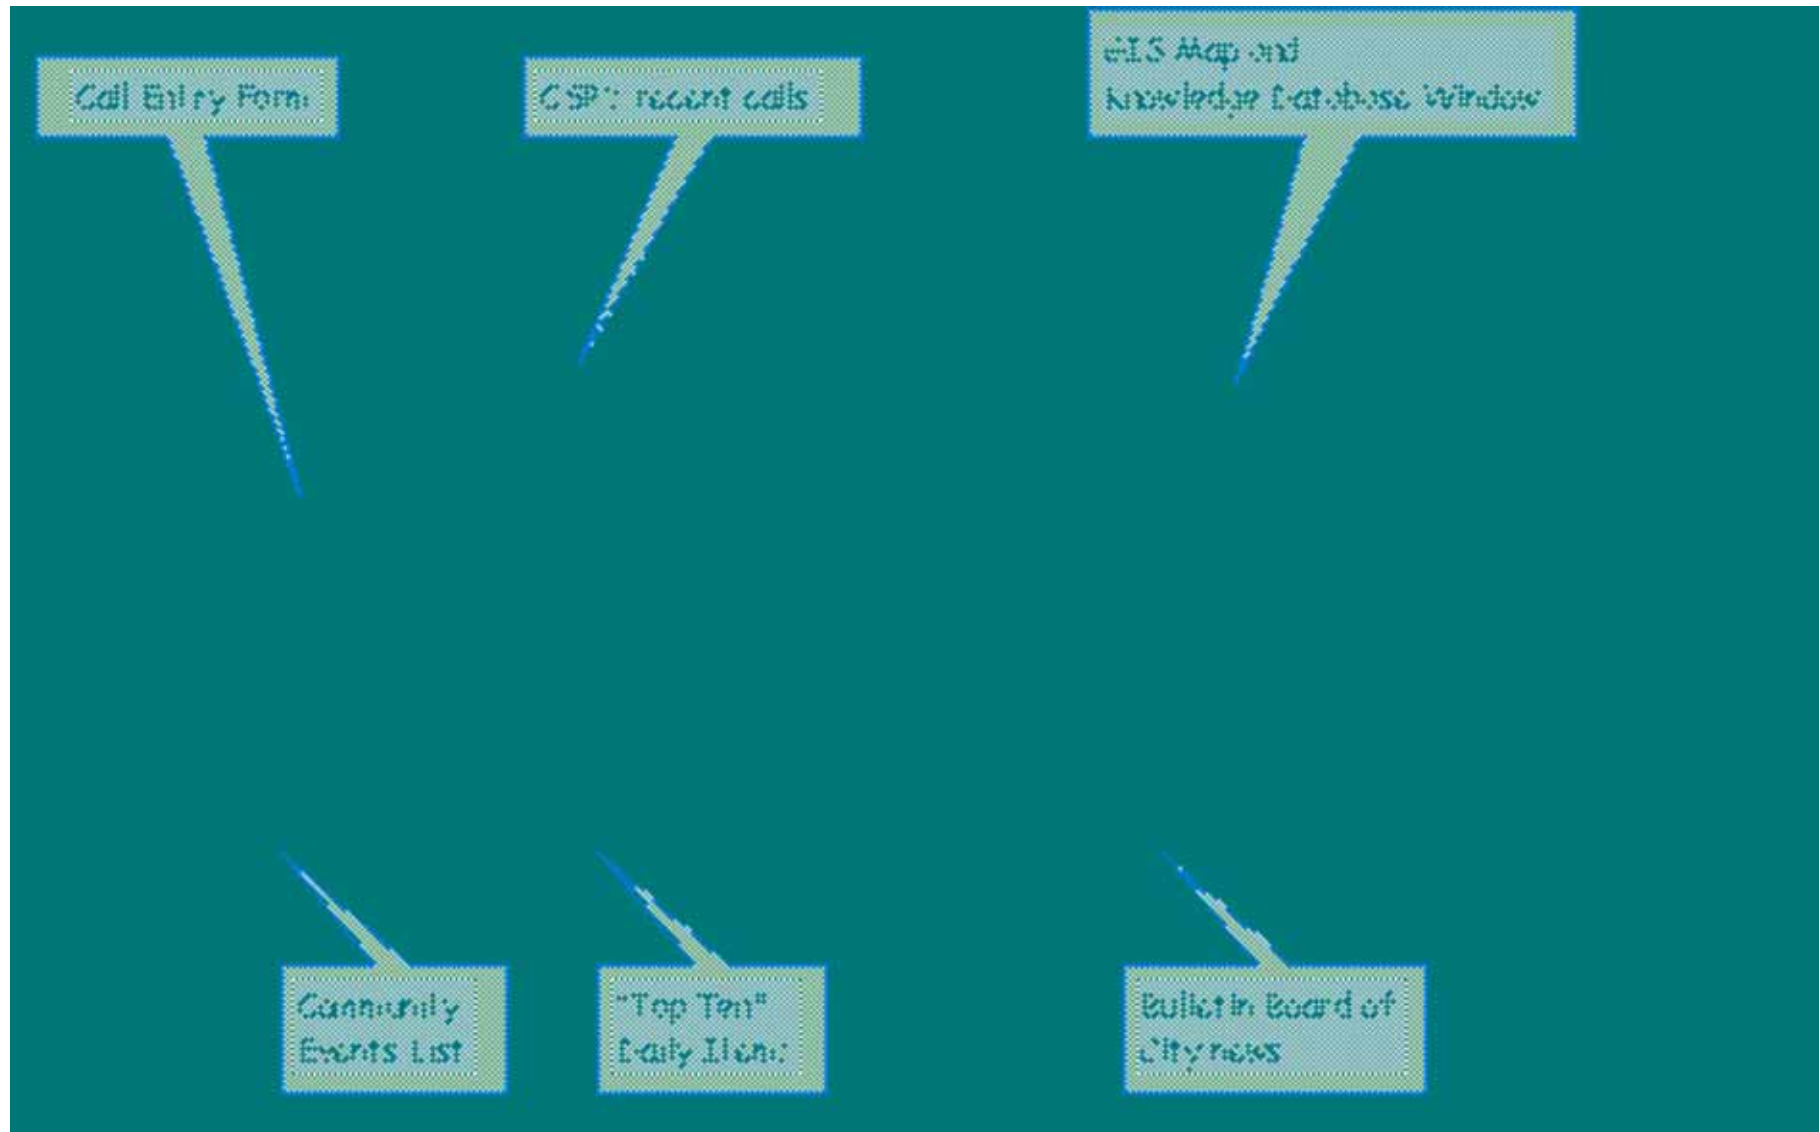 Call Entry Form
CSR's recent calls
GIS Map and
Knowledge Database Window
Community
Events List
"Top Ten"
Daily Items
Bulletin Board of
City news